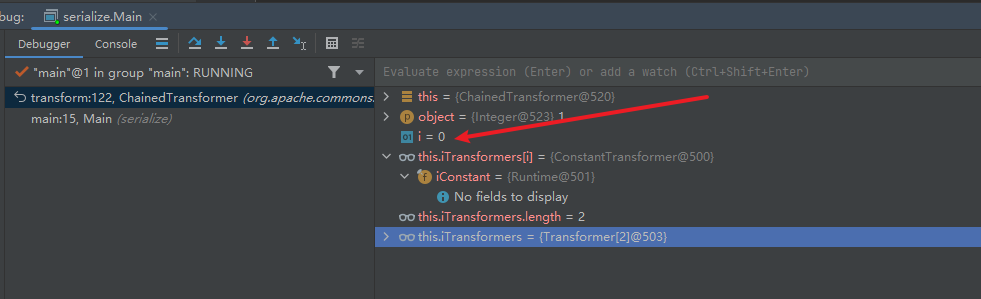 bug: serialize.Main ×
Debugger Console
"main"@1 in group "main": RUNNING
transform:122, ChainedTransformer (org.apache.commons.
main:15, Main (serialize)
Evaluate expression (Enter) or add a watch (Ctrl+Shift+Enter)
this = {ChainedTransformer@520}
p object = {Integer@523} 1
01 i = 0
this.iTransformers[i] = {ConstantTransformer@500}
f iConstant = {Runtime@501}
No fields to display
this.iTransformers.length = 2
this.iTransformers = {Transformer[2]@503}